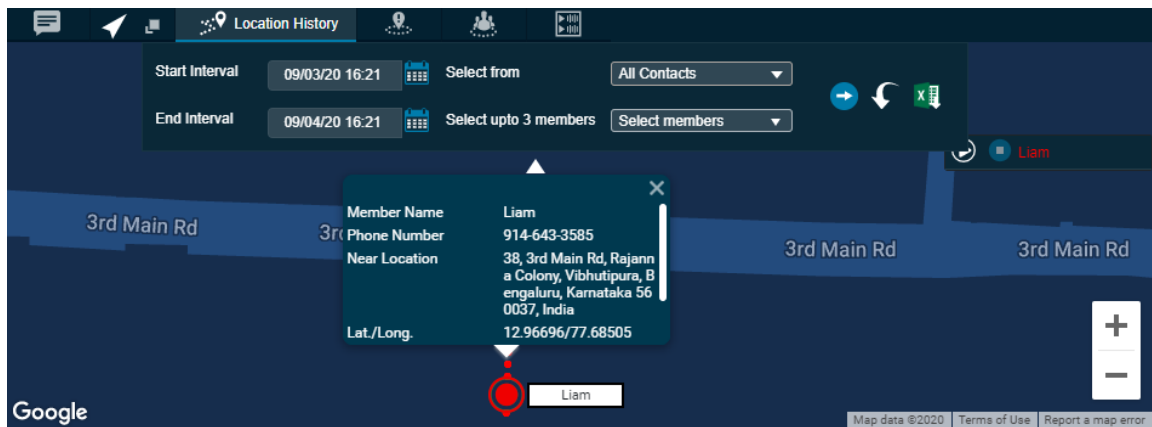 Location History
Start Interval 09/03/20 16:21 Select from All Contacts
End Interval 09/04/20 16:21 Select upto 3 members Select members
Liam
Member Name Liam
Phone Number 914-643-3585
Near Location 38, 3rd Main Rd, Rajann
a Colony, Vibhutipura, B
engaluru, Karnataka 56
0037, India
Lat./Long. 12.96696/77.68505
3rd Main Rd
3r
3rd Main Rd
3rd Main Rd
Liam
Google
Map data ©2020 Terms of Use Report a map error